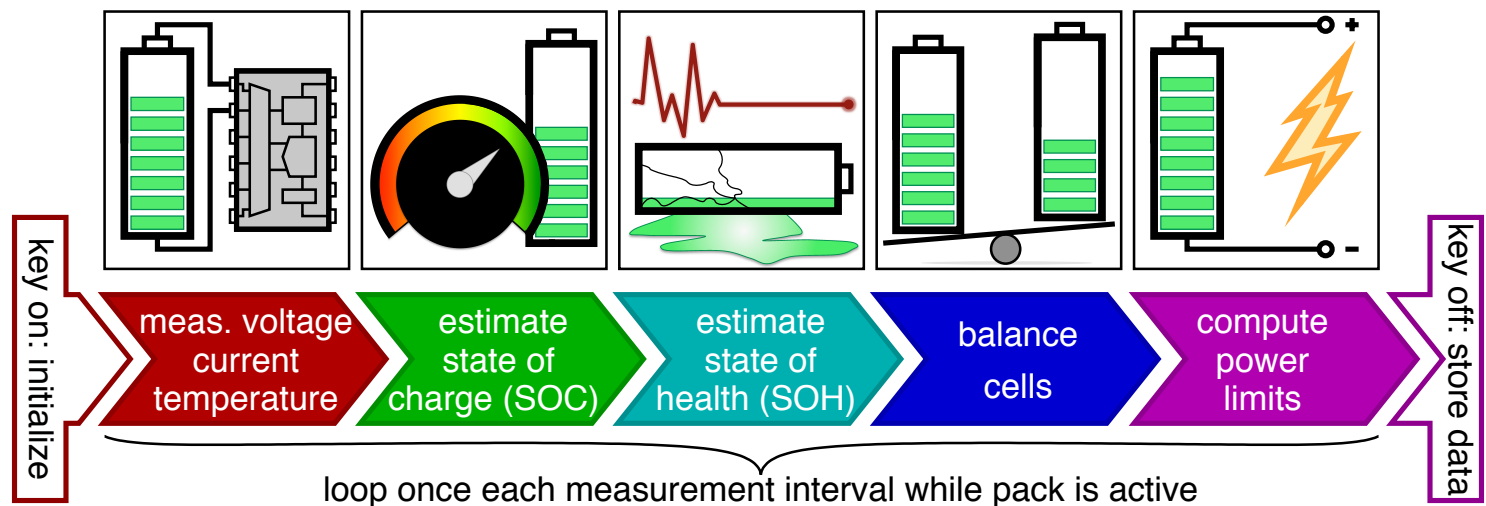 key on: initialize
meas. voltage
current
temperature
estimate
state of
charge (SOC)
estimate
state of
health (SOH)
balance
cells
compute
power
limits
+
–
key off: store data
loop once each measurement interval while pack is active